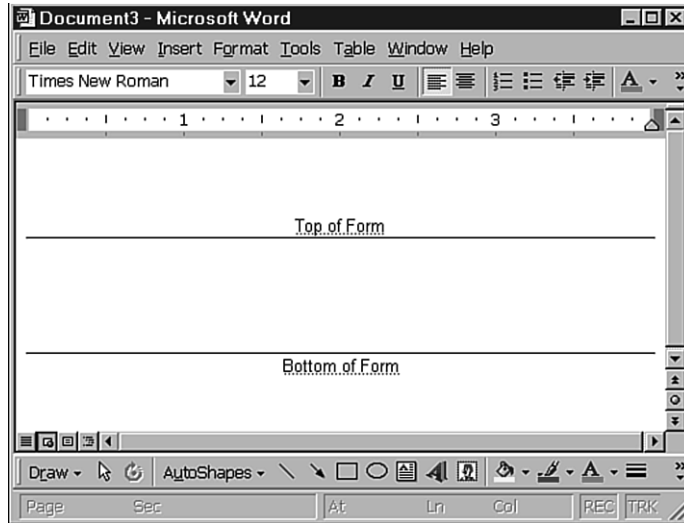 Document3 - Microsoft Word
File Edit View Insert Format Tools Table Window Help
Times New Roman 12 B I U A
1 2 3
Top of Form
Bottom of Form
Draw AutoShapes A
Page Sec At Ln Col REC TRK